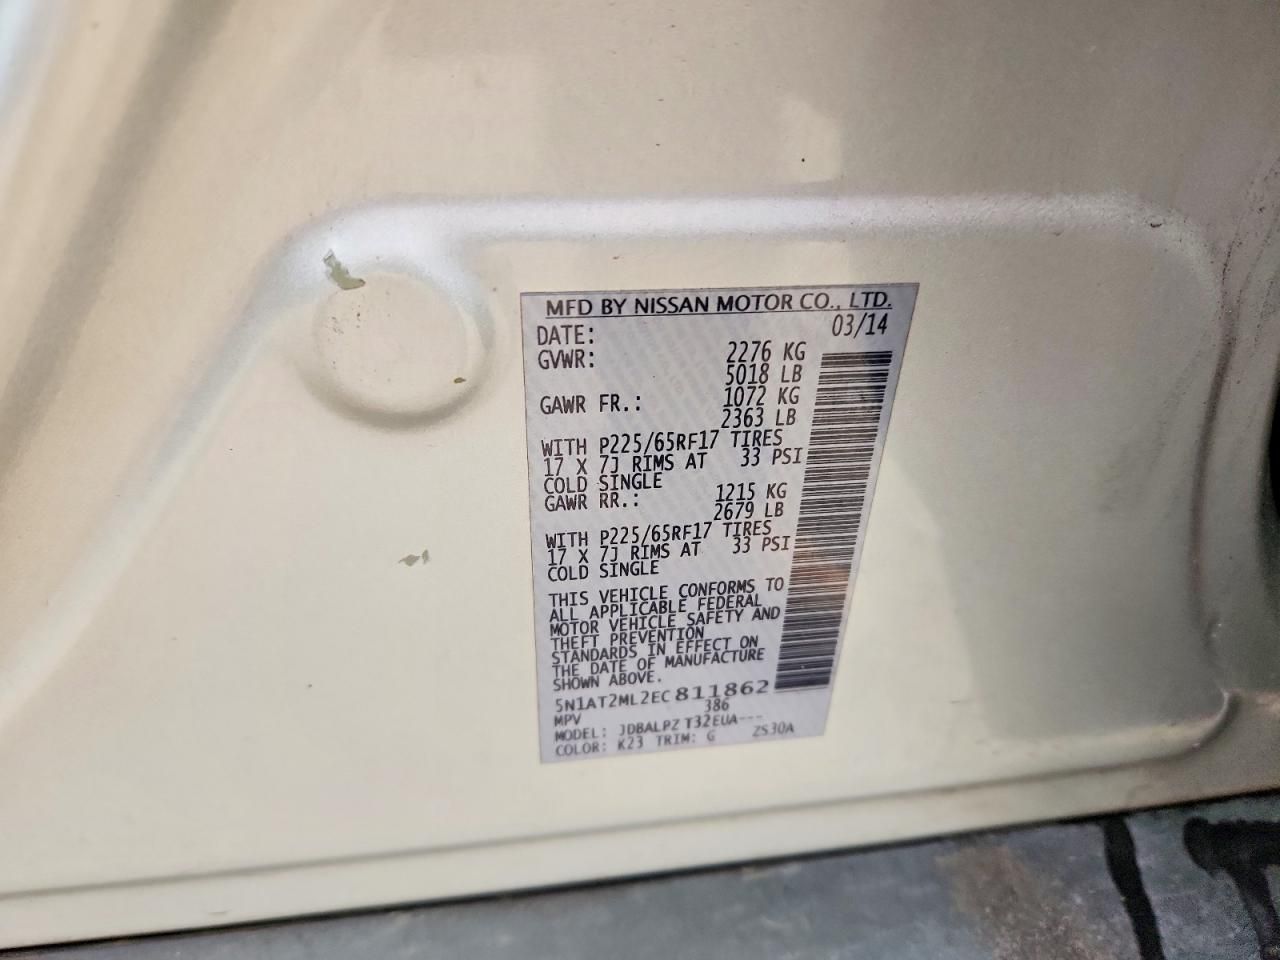 MFD BY NISSAN MOTOR CO., LTD.
DATE: 03/14
GVWR: 2276 KG
5018 LB
GAWR FR.: 1072 KG
2363 LB
WITH P225/65RF17 TIRES
17 X 7J RIMS AT 33 PSI
COLD SINGLE
GAWR RR.: 1215 KG
2679 LB
WITH P225/65RF17 TIRES
17 X 7J RIMS AT 33 PSI
COLD SINGLE
THIS VEHICLE CONFORMS TO
ALL APPLICABLE FEDERAL
MOTOR VEHICLE SAFETY AND
THEFT PREVENTION
STANDARDS IN EFFECT ON
THE DATE OF MANUFACTURE
SHOWN ABOVE.
5N1AT2ML2EC811862
MPV 386
MODEL: JDBALPZ T32EUA---
COLOR: K23 TRIM: G ZS30A